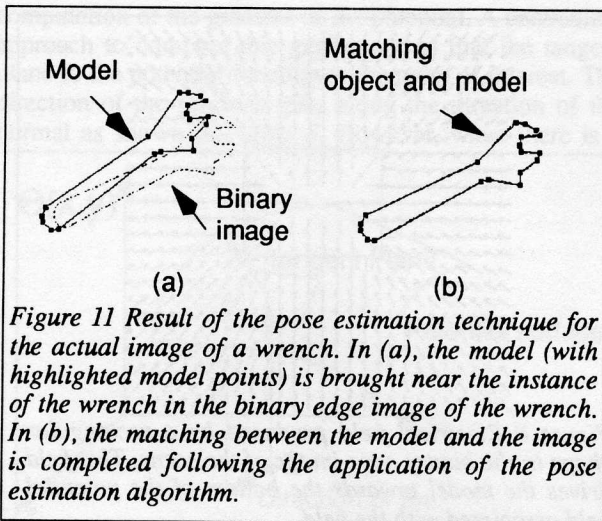 Model
Matching
object and model
Binary
image
(a)
(b)
Figure 11 Result of the pose estimation technique for
the actual image of a wrench. In (a), the model (with
highlighted model points) is brought near the instance
of the wrench in the binary edge image of the wrench.
In (b), the matching between the model and the image
is completed following the application of the pose
estimation algorithm.